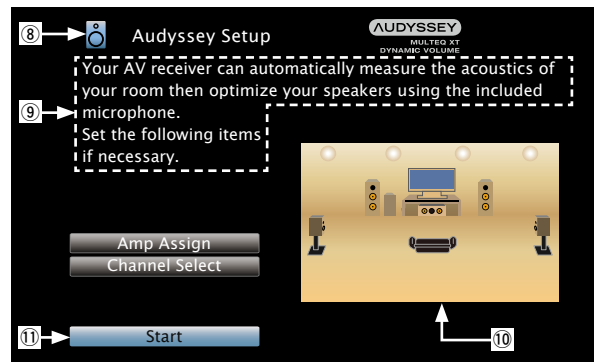 ⑧ Audyssey Setup
AUDYSSEY
MULTEQ XT
DYNAMIC VOLUME
Your AV receiver can automatically measure the acoustics of
your room then optimize your speakers using the included
⑨ microphone.
Set the following items
if necessary.
Amp Assign
Channel Select
⑪ Start
⑩